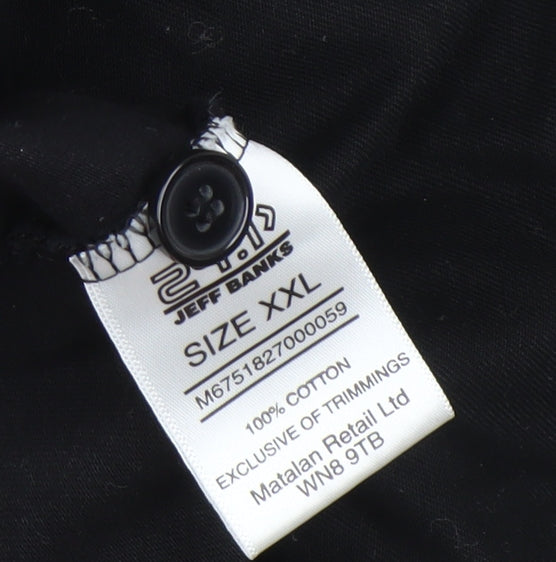 JEFF BANKS
SIZE XXL
M6751827000059
100% COTTON
EXCLUSIVE OF TRIMMINGS
Matalan Retail Ltd
WN8 9TB